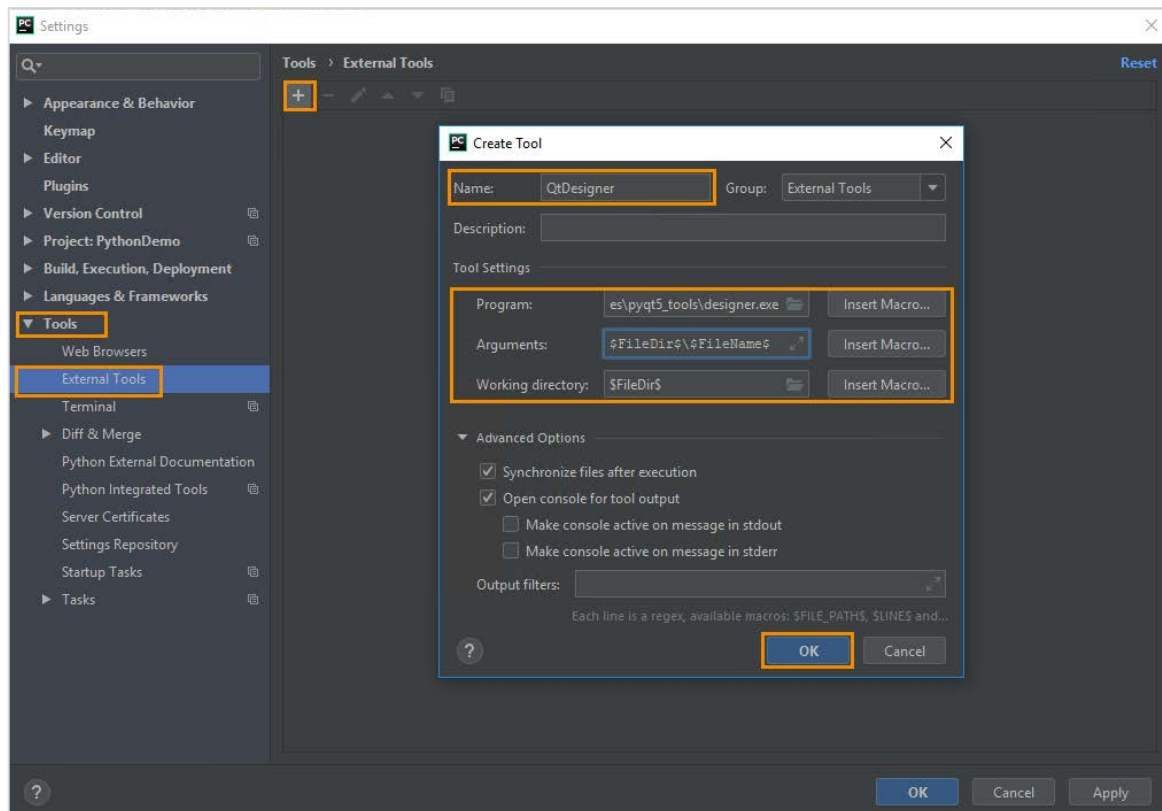 PC Settings
Tools › External Tools
Reset
Appearance & Behavior
Keymap
Editor
Plugins
Version Control
Project: PythonDemo
Build, Execution, Deployment
Languages & Frameworks
Tools
Web Browsers
External Tools
Terminal
Diff & Merge
Python External Documentation
Python Integrated Tools
Server Certificates
Settings Repository
Startup Tasks
Tasks
PC Create Tool
Name: QtDesigner Group: External Tools
Description:
Tool Settings
Program: es\pyqt5_tools\designer.exe Insert Macro...
Arguments: $FileDir$\$FileName$ Insert Macro...
Working directory: $FileDir$ Insert Macro...
Advanced Options
Synchronize files after execution
Open console for tool output
Make console active on message in stdout
Make console active on message in stderr
Output filters:
Each line is a regex, available macros: $FILE_PATH$, $LINE$ and...
? OK Cancel
? OK Cancel Apply